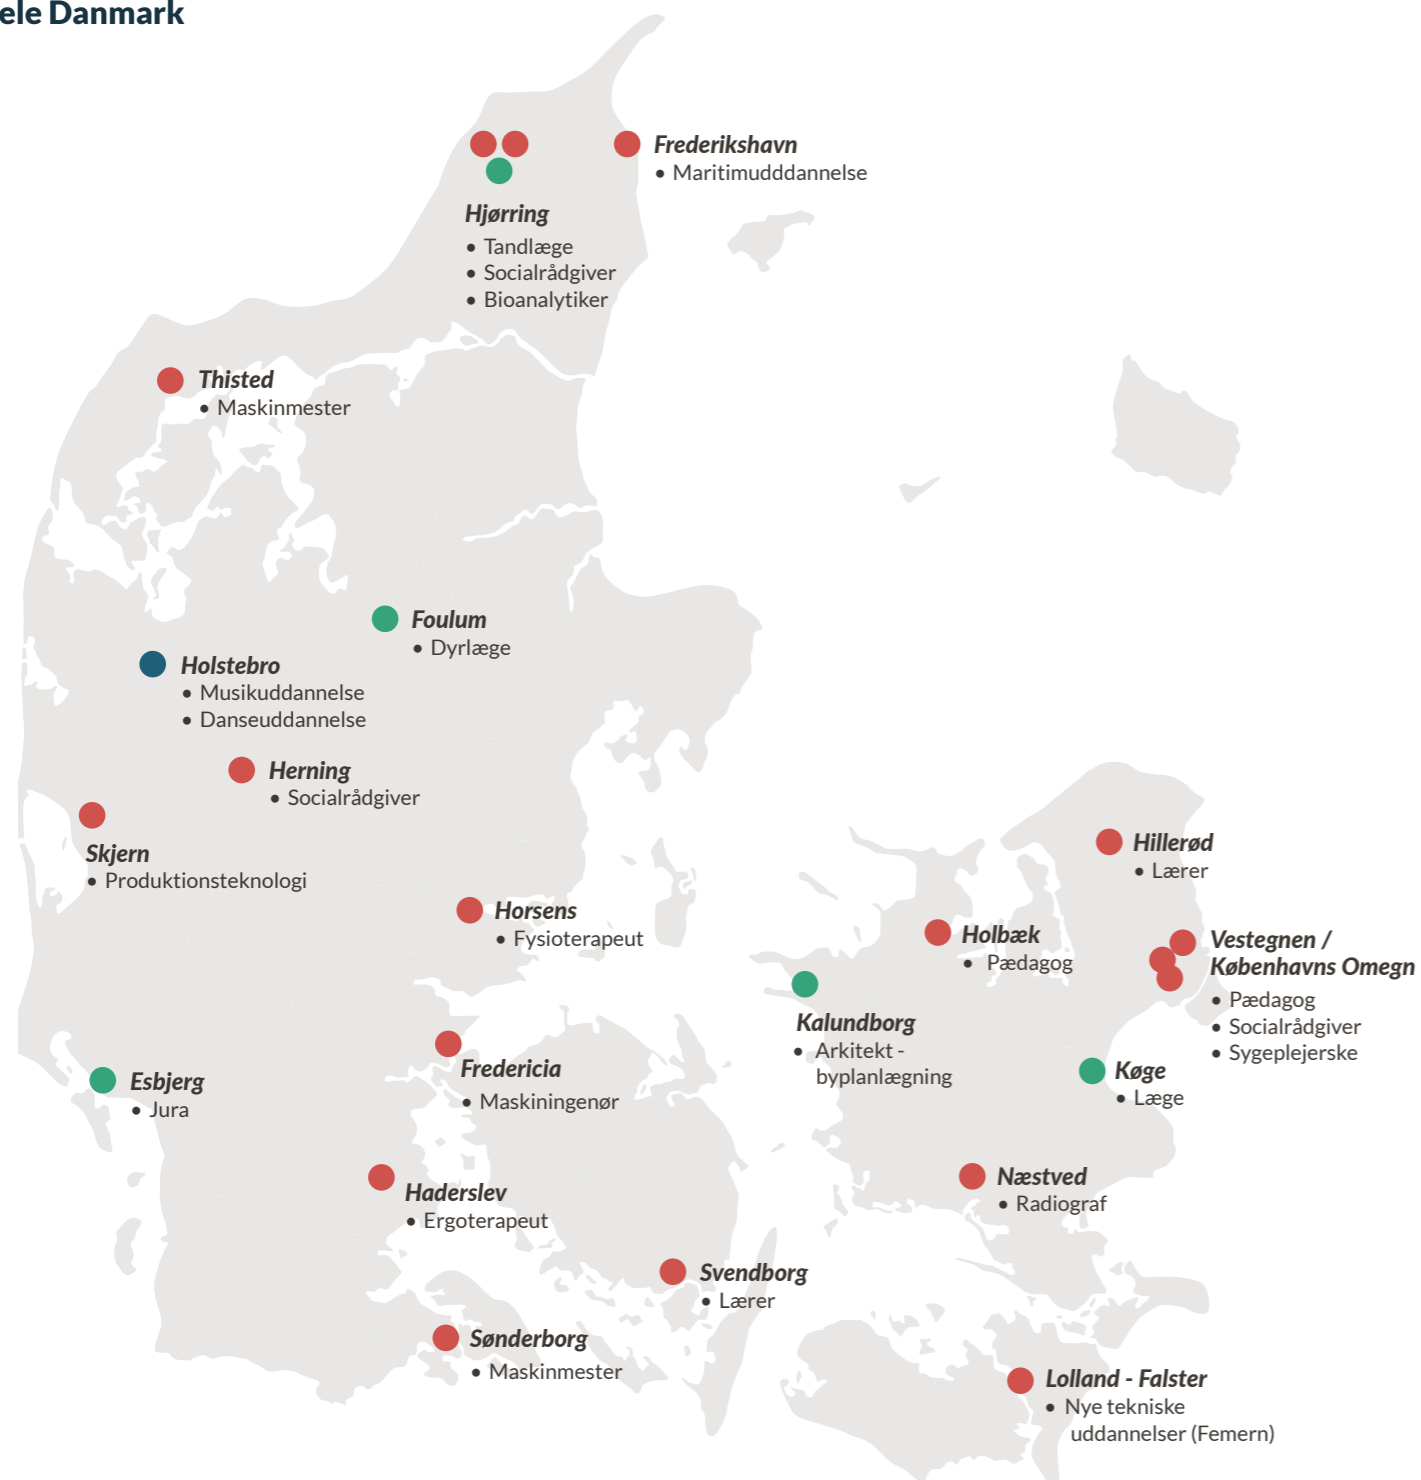 ele Danmark
Frederikshavn
• Maritimudddannelse
Hjørring
• Tandlæge
• Socialrådgiver
• Bioanalytiker
Thisted
• Maskinmester
Foulum
• Dyrlæge
Holstebro
• Musikuddannelse
• Danseuddannelse
Herning
• Socialrådgiver
Skjern
• Produktionsteknologi
Hillerød
• Lærer
Horsens
• Fysioterapeut
Holbæk
• Pædagog
Vestegnen /
Københavns Omegn
• Pædagog
• Socialrådgiver
• Sygeplejerske
Kalundborg
• Arkitekt -
byplanlægning
Fredericia
• Maskiningenør
Esbjerg
• Jura
Køge
• Læge
Næstved
• Radiograf
Haderslev
• Ergoterapeut
Svendborg
• Lærer
Sønderborg
• Maskinmester
Lolland - Falster
• Nye tekniske
uddannelser (Femern)